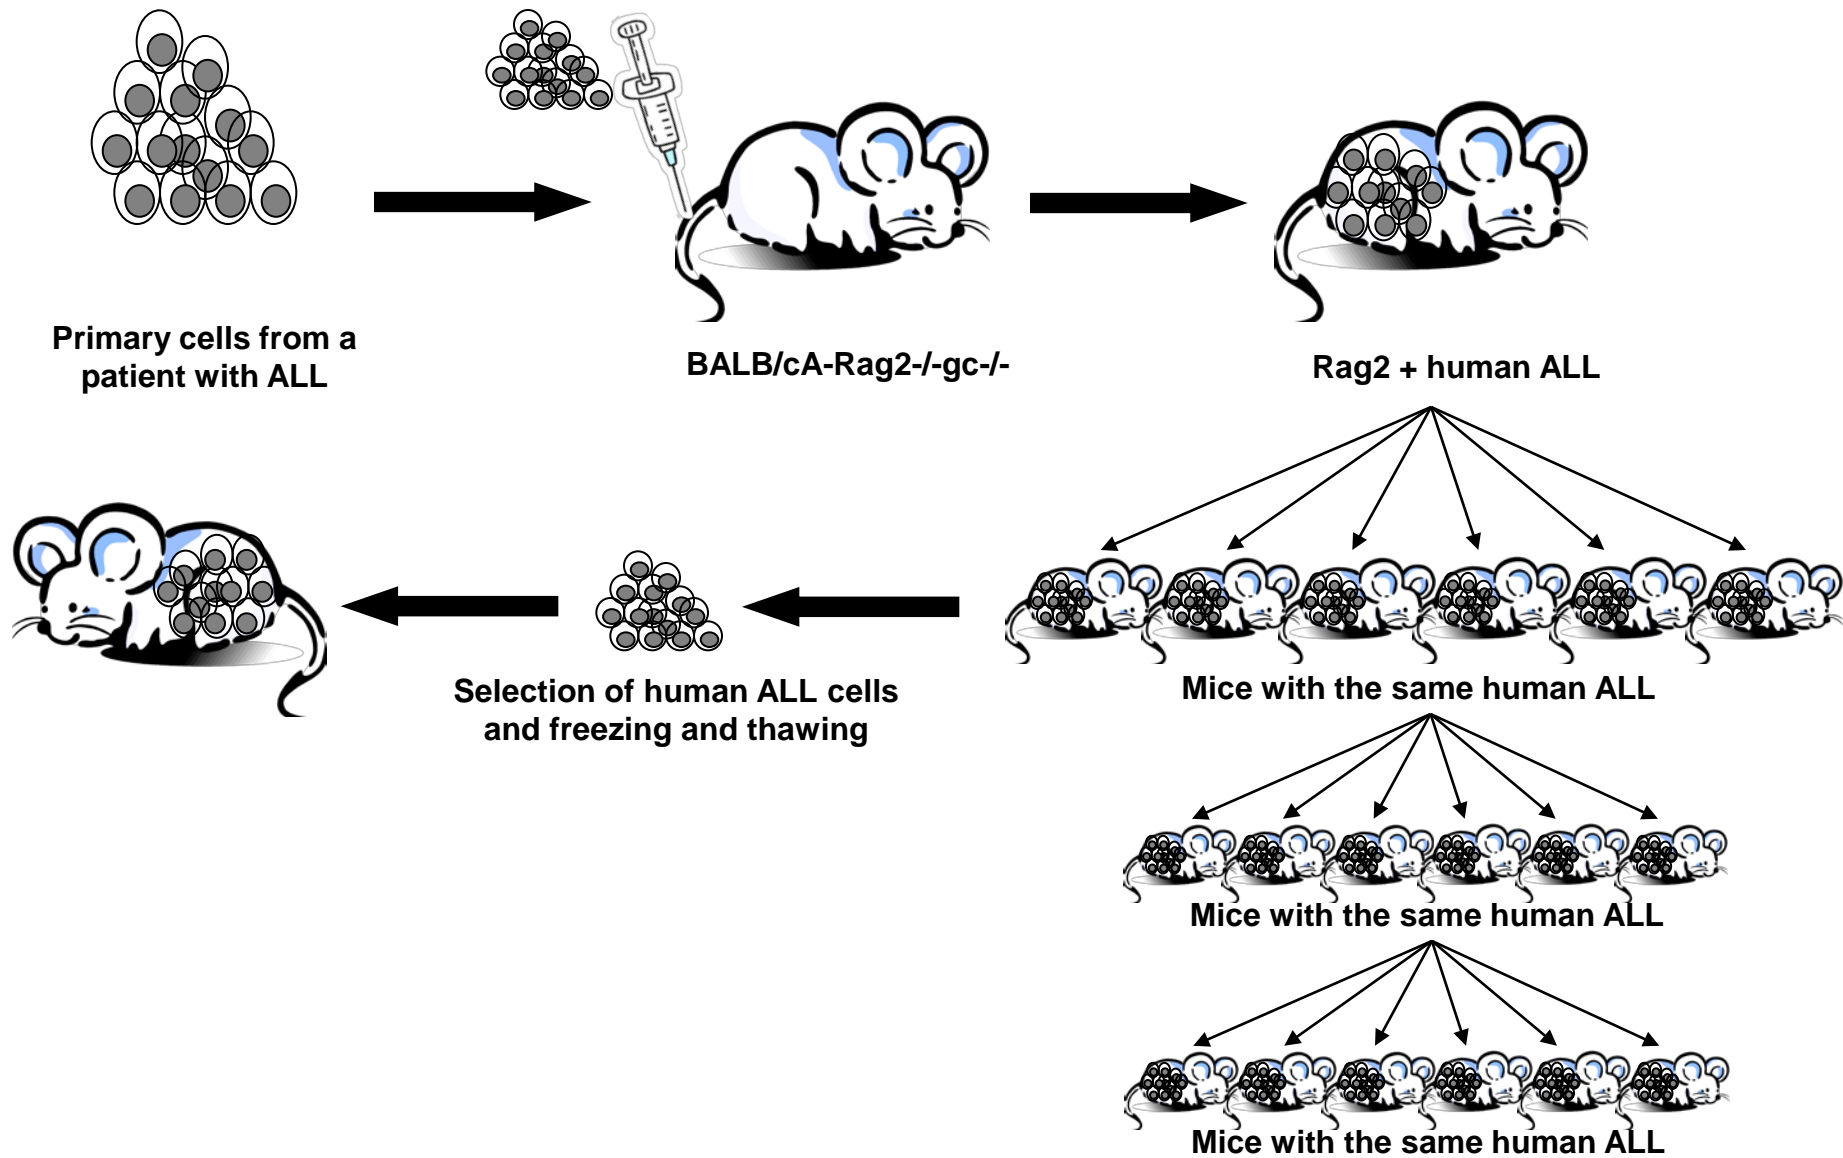 Primary cells from a
patient with ALL
BALB/cA-Rag2-/-gc-/-
Rag2 + human ALL
Mice with the same human ALL
Selection of human ALL cells
and freezing and thawing
Mice with the same human ALL
Mice with the same human ALL